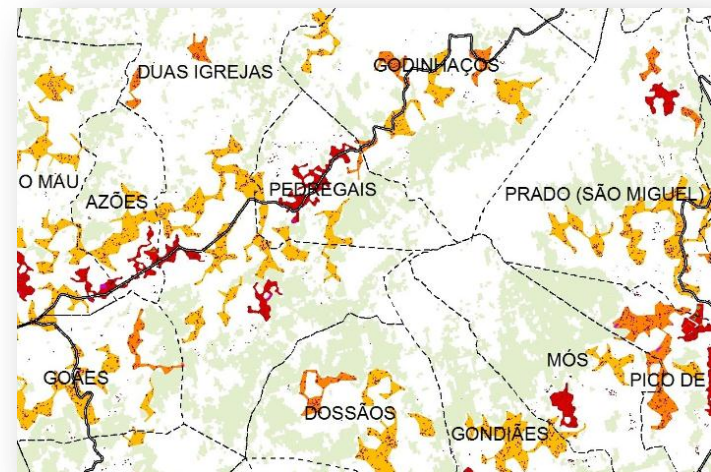 GODINHAÇOS
DUAS IGREJAS
O MAU
AZÕES
PEDREGAIS
PRADO (SÃO MIGUEL)
MÓS
GOÃES
PICO DE
DOSSÃOS
GONDIÃES